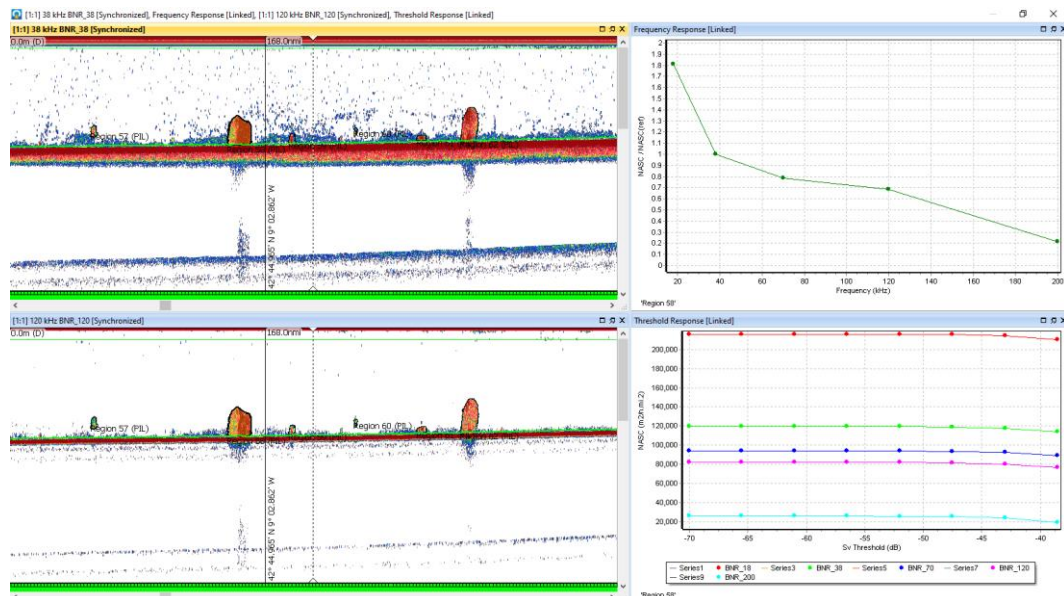 [1:1] 38 kHz BNR_38 [Synchronized], Frequency Response [Linked], [1:1] 120 kHz BNR_120 [Synchronized], Threshold Response [Linked]
[1:1] 38 kHz BNR_38 [Synchronized]
0.0m (D)
168.0nmi
Region 57 (PIL)
Region 60 (PIL)
42° 44.965' N 9° 02.862' W
Frequency Response [Linked]
NASC / NASC(ref)
2
1.9
1.8
1.7
1.6
1.5
1.4
1.3
1.2
1.1
1
0.9
0.8
0.7
0.6
0.5
0.4
0.3
0.2
0.1
0
20 40 60 80 100 120 140 160 180 200
Frequency (kHz)
'Region 58'
[1:1] 120 kHz BNR_120 [Synchronized]
0.0m (D)
168.0nmi
Region 57 (PIL)
Region 60 (PIL)
42° 44.965' N 9° 02.862' W
Threshold Response [Linked]
NASC (m2/n.mi.2)
200,000
180,000
160,000
140,000
120,000
100,000
80,000
60,000
40,000
20,000
-70 -65 -60 -55 -50 -45 -40
Sv Threshold (dB)
Series1 BNR_18 Series3 BNR_38 Series5 BNR_70 Series7 BNR_120
Series9 BNR_200
'Region 58'